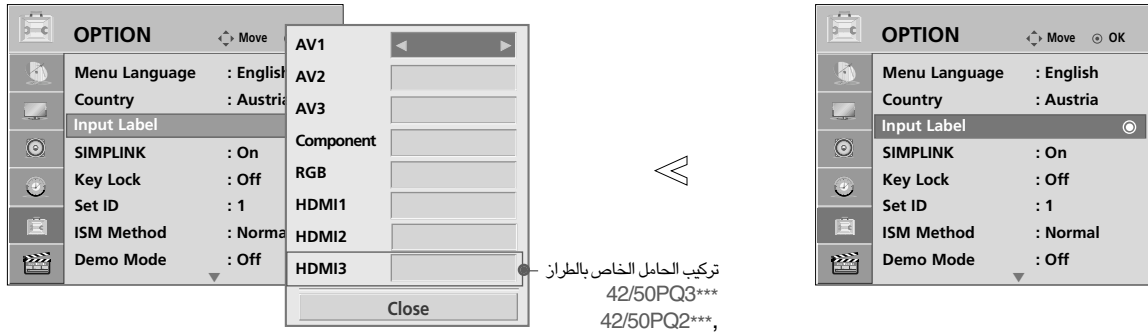 OPTION
Move
Menu Language : English
Country : Austria
Input Label
SIMPLINK : On
Key Lock : Off
Set ID : 1
ISM Method : Normal
Demo Mode : Off
AV1
AV2
AV3
Component
RGB
HDMI1
HDMI2
HDMI3
Close
تركيب الحامل الخاص بالطراز
42/50PQ3***
42/50PQ2***,
OPTION
Move OK
Menu Language : English
Country : Austria
Input Label
SIMPLINK : On
Key Lock : Off
Set ID : 1
ISM Method : Normal
Demo Mode : Off